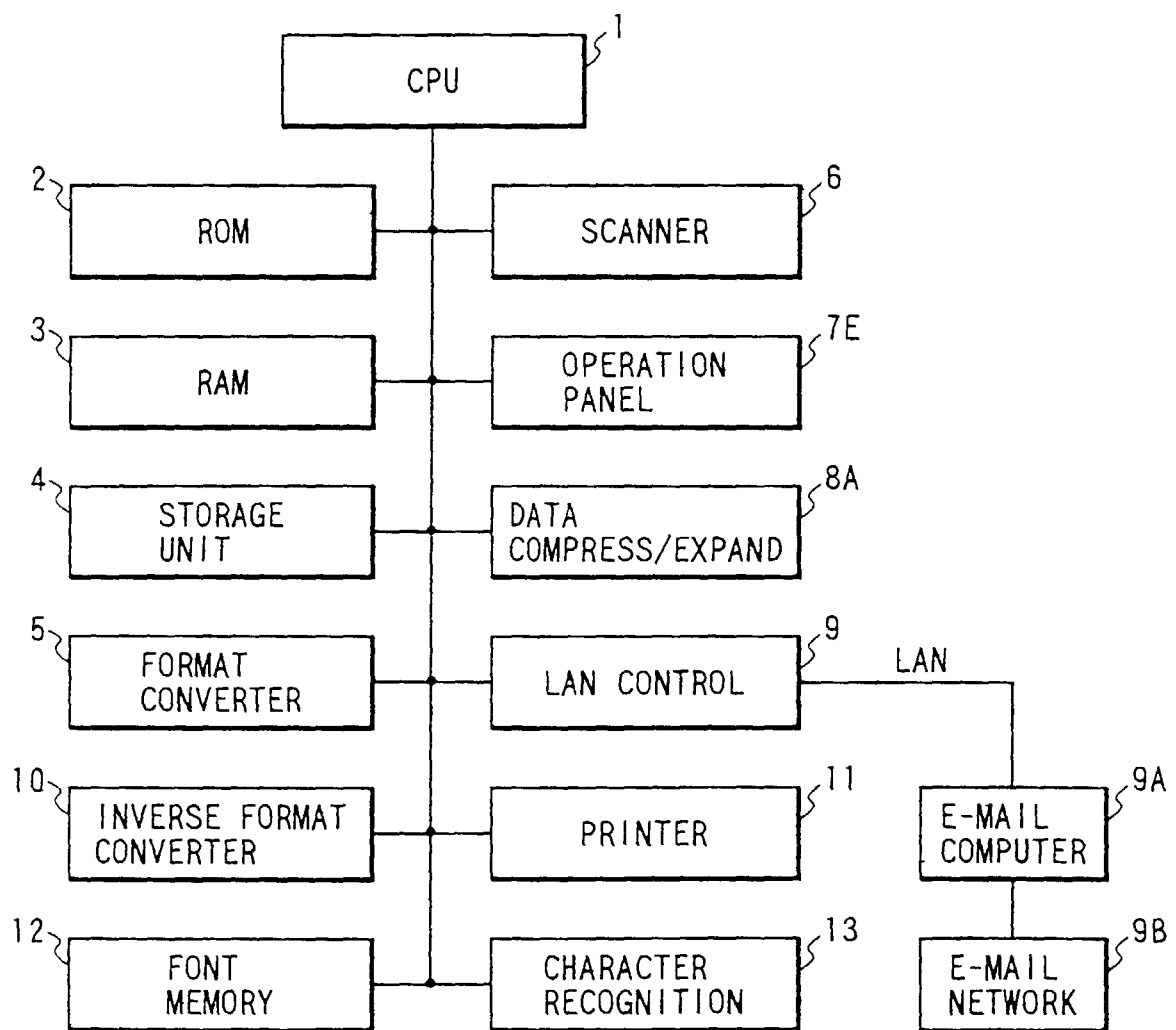 1
CPU
2
ROM
6
SCANNER
3
RAM
7E
OPERATION
PANEL
4
STORAGE
UNIT
8A
DATA
COMPRESS/EXPAND
5
FORMAT
CONVERTER
9
LAN CONTROL
LAN
10
INVERSE FORMAT
CONVERTER
11
PRINTER
9A
E-MAIL
COMPUTER
12
FONT
MEMORY
13
CHARACTER
RECOGNITION
9B
E-MAIL
NETWORK